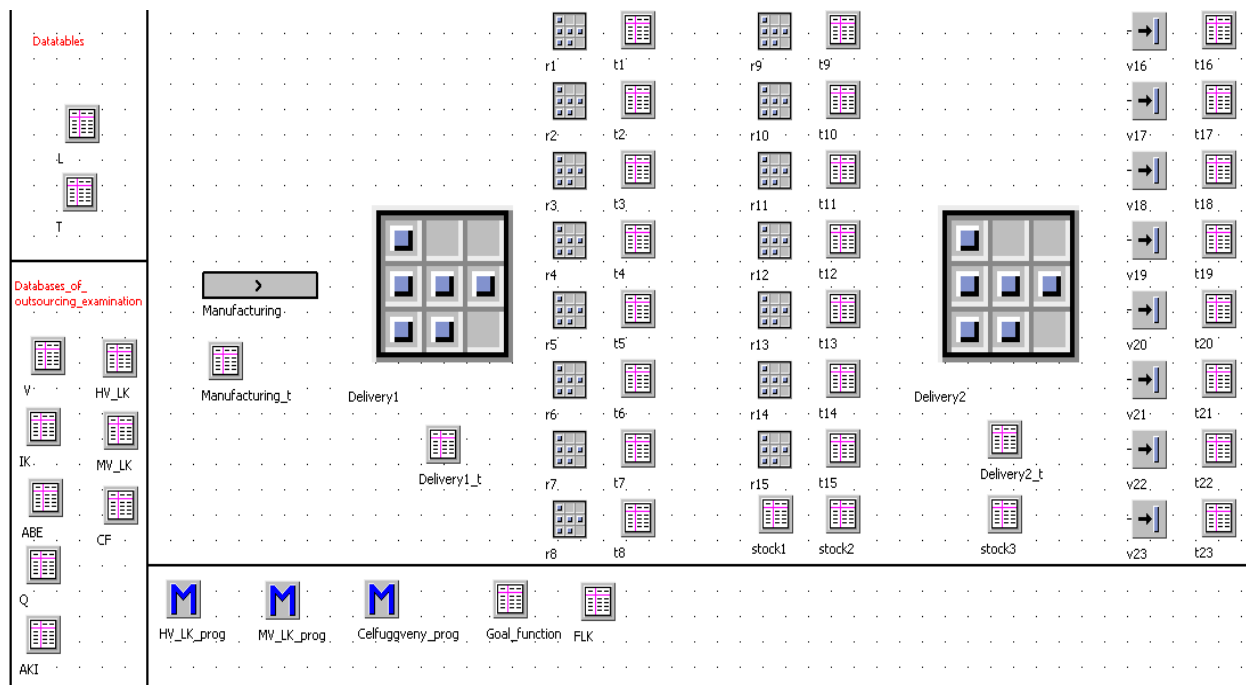 Datatables
L
T
Databases_of_
outsourcing_examination
V
HV_LK
IK
MV_LK
ABE
CF
Q
AKI
Manufacturing
Manufacturing_t
Delivery1
Delivery1_t
r1 t1 r9 t9 v16 t16
r2 t2 r10 t10 v17 t17
r3 t3 r11 t11 v18 t18
r4 t4 r12 t12 v19 t19
r5 t5 r13 t13 v20 t20
r6 t6 r14 t14 v21 t21
r7 t7 r15 t15 v22 t22
r8 t8 stock1 stock2 v23 t23
Delivery2
Delivery2_t
stock3
M M M
HV_LK_prog MV_LK_prog Celfuggveny_prog Goal_function FLK